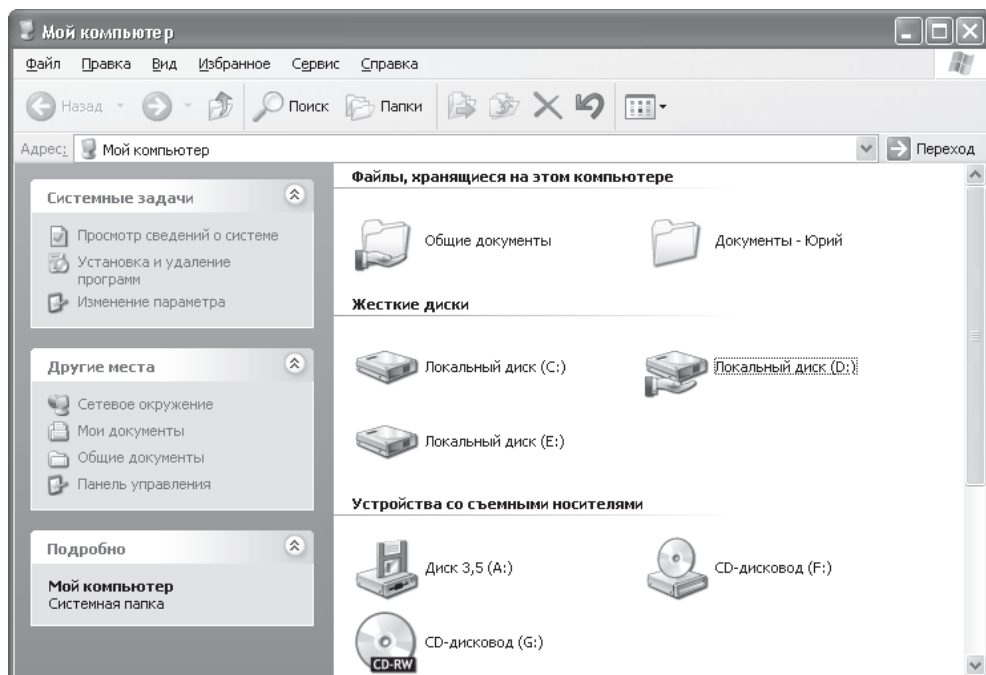 Мой компьютер
Файл Правка Вид Избранное Сервис Справка
Назад Поиск Папки
Адрес: Мой компьютер Переход
Системные задачи
Просмотр сведений о системе
Установка и удаление
программ
Изменение параметра
Другие места
Сетевое окружение
Мои документы
Общие документы
Панель управления
Подробно
Мой компьютер
Системная папка
Файлы, хранящиеся на этом компьютере
Общие документы Документы - Юрий
Жесткие диски
Локальный диск (C:) Локальный диск (D:)
Локальный диск (E:)
Устройства со съемными носителями
Диск 3,5 (A:) CD-дисковод (F:)
CD-дисковод (G:)
CD-RW